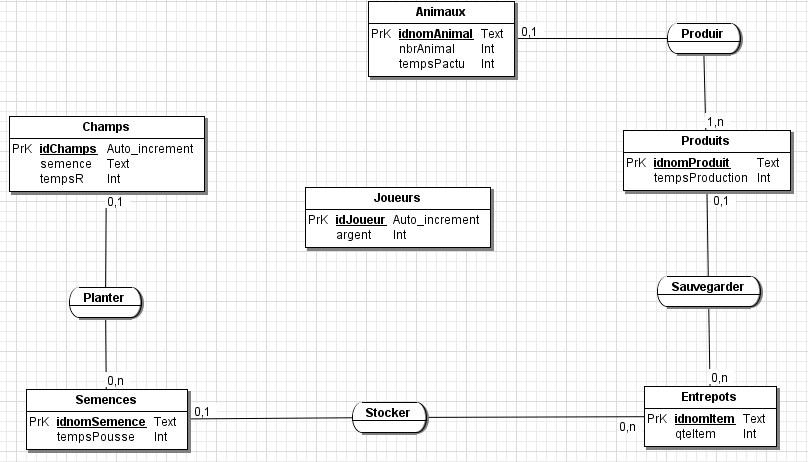 Animaux
PrK idnomAnimal Text
nbrAnimal Int
tempsPactu Int
0,1
Produir
1,n
Produits
PrK idnomProduit Text
tempsProduction Int
0,1
Champs
PrK idChamps Auto_increment
semence Text
tempsR Int
0,1
Joueurs
PrK idJoueur Auto_increment
argent Int
Planter
Sauvegarder
0,n
0,n
Semences
PrK idnomSemence Text
tempsPousse Int
0,1
Stocker
0,n
Entrepots
PrK idnomItem Text
qteItem Int